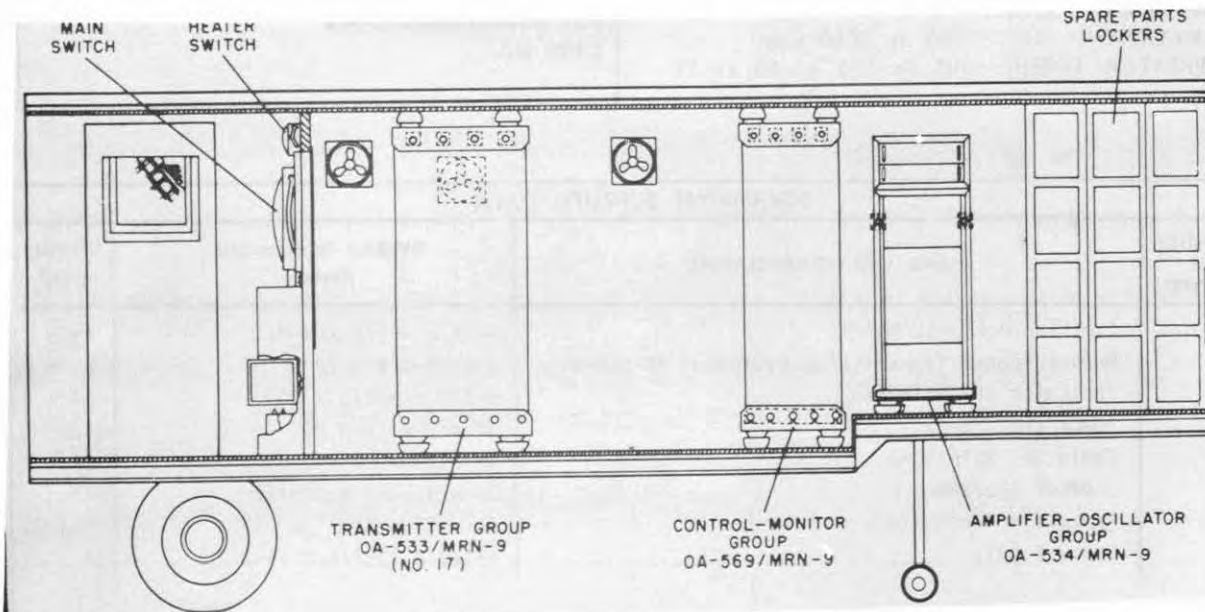 MAIN
SWITCH
HEATER
SWITCH
SPARE PARTS
LOCKERS
TRANSMITTER GROUP
OA-533/MRN-9
(NO. 17)
CONTROL-MONITOR
GROUP
OA-569/MRN-9
AMPLIFIER-OSCILLATOR
GROUP
OA-534/MRN-9